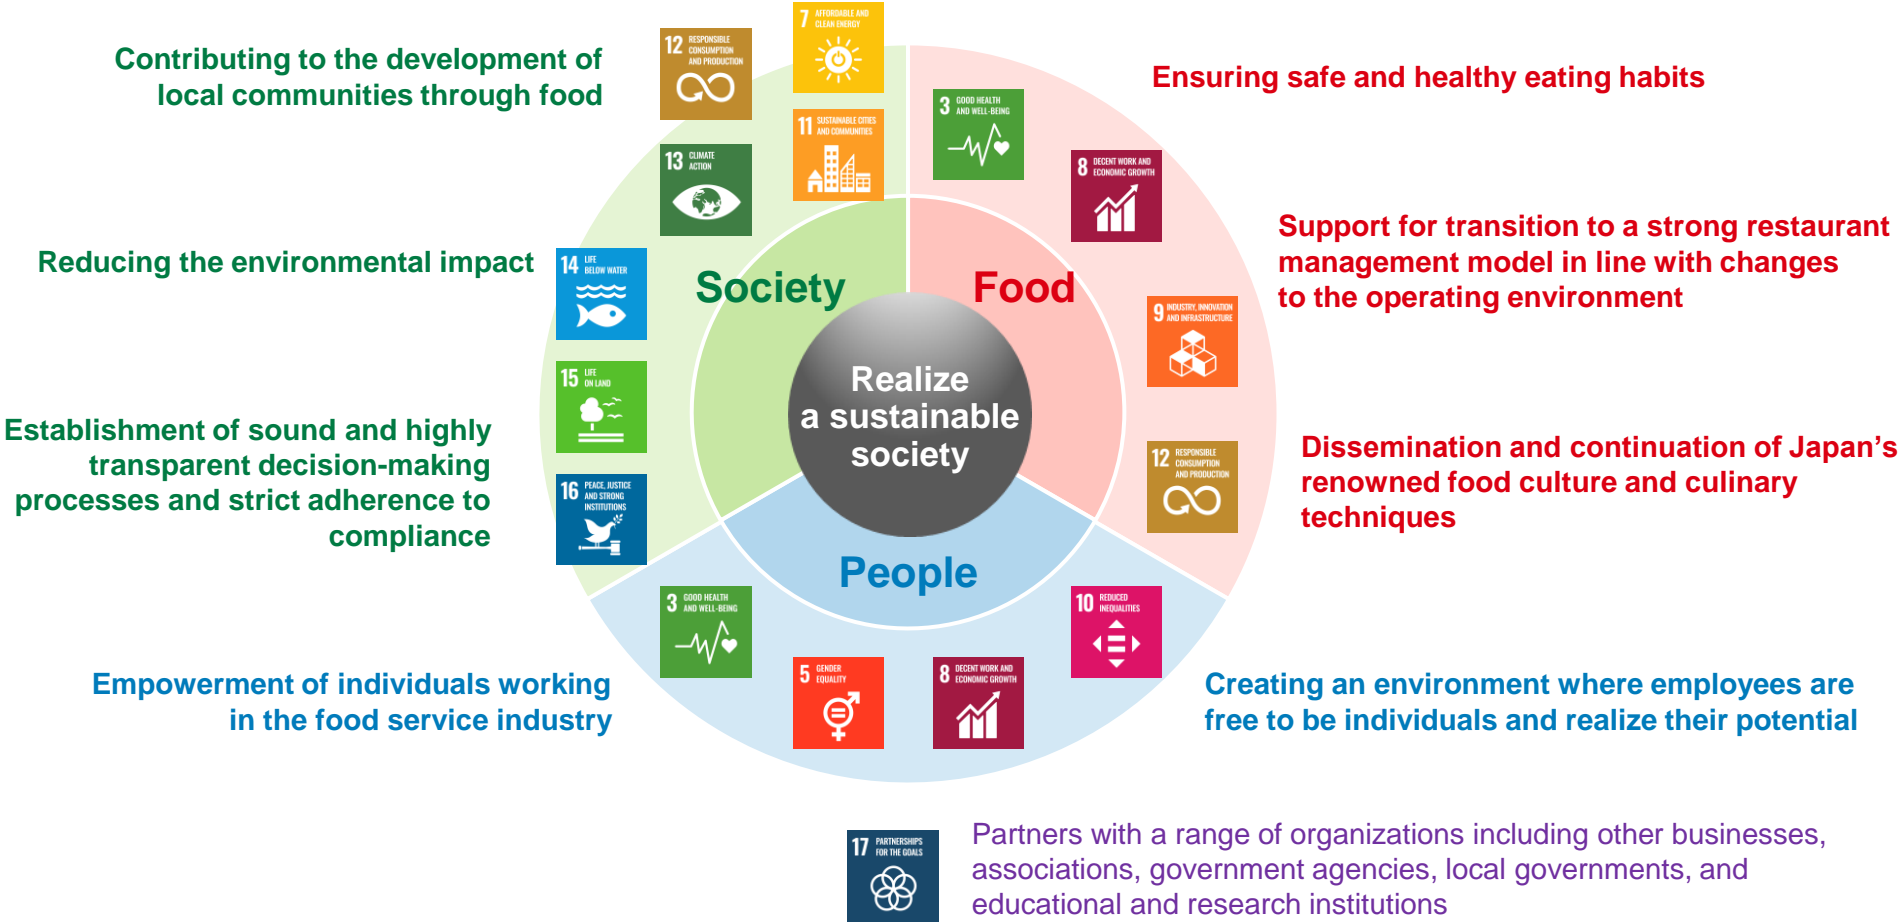 Contributing to the development of
local communities through food
Reducing the environmental impact
Establishment of sound and highly
transparent decision-making
processes and strict adherence to
compliance
Empowerment of individuals working
in the food service industry
12 RESPONSIBLE
CONSUMPTION
AND PRODUCTION
7 AFFORDABLE AND
CLEAN ENERGY
13 CLIMATE
ACTION
11 SUSTAINABLE CITIES
AND COMMUNITIES
14 LIFE
BELOW WATER
15 LIFE
ON LAND
16 PEACE, JUSTICE
AND STRONG
INSTITUTIONS
Society
Food
People
Realize
a sustainable
society
3 GOOD HEALTH
AND WELL-BEING
8 DECENT WORK AND
ECONOMIC GROWTH
9 INDUSTRY, INNOVATION
AND INFRASTRUCTURE
12 RESPONSIBLE
CONSUMPTION
AND PRODUCTION
3 GOOD HEALTH
AND WELL-BEING
5 GENDER
EQUALITY
8 DECENT WORK AND
ECONOMIC GROWTH
10 REDUCED
INEQUALITIES
Ensuring safe and healthy eating habits
Support for transition to a strong restaurant
management model in line with changes
to the operating environment
Dissemination and continuation of Japan’s
renowned food culture and culinary
techniques
Creating an environment where employees are
free to be individuals and realize their potential
17 PARTNERSHIPS
FOR THE GOALS
Partners with a range of organizations including other businesses,
associations, government agencies, local governments, and
educational and research institutions